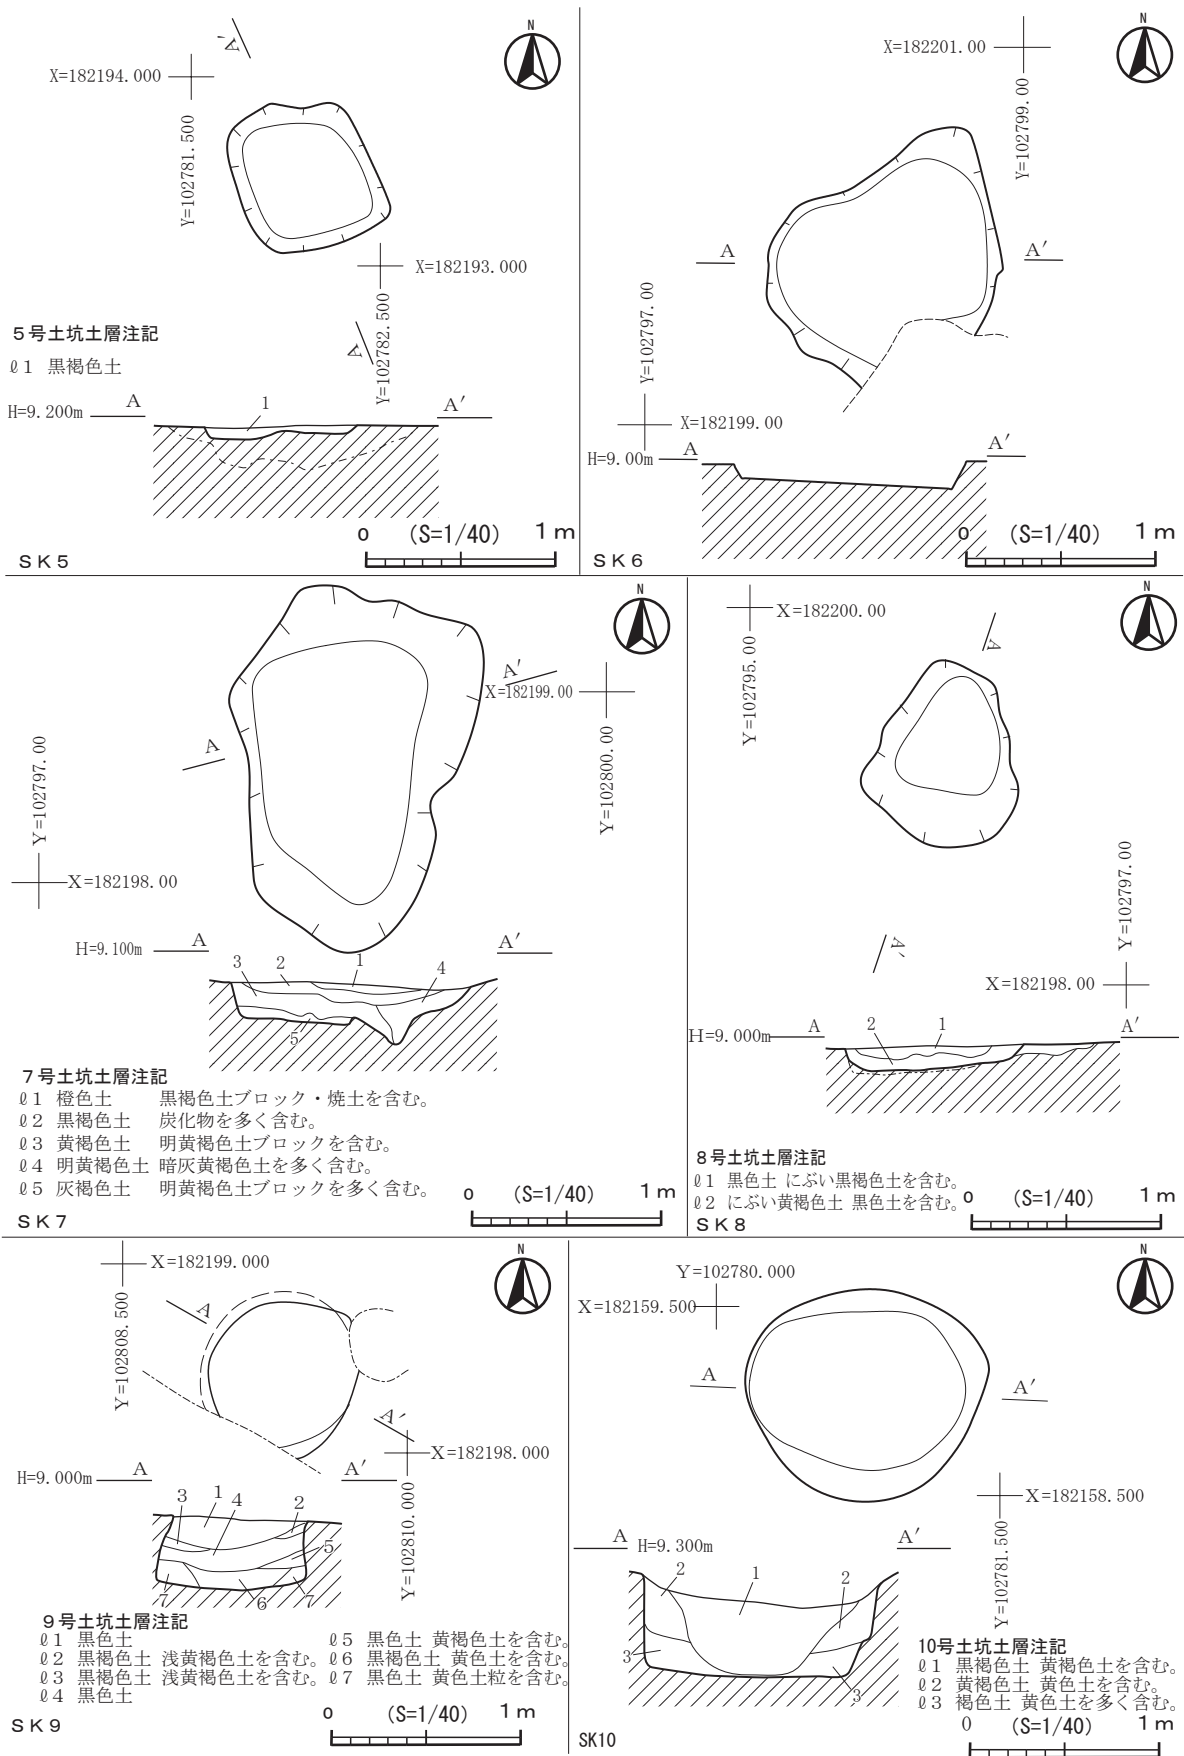 N
A′
X=182194.000
Y=102781.500
X=182193.000
Y=102782.500
A
5号土坑土層注記
ℓ1 黒褐色土
H=9.200m
A
1
A′
0 (S=1/40) 1m
SK5
N
X=182201.00
Y=102799.00
A
A′
Y=102797.00
X=182199.00
H=9.00m
A
A′
0 (S=1/40) 1m
SK6
N
A′
X=182199.00
A
Y=102797.00
Y=102800.00
X=182198.00
H=9.100m
A
A′
3
2
1
4
5
7号土坑土層注記
ℓ1 橙色土 黒褐色土ブロック・焼土を含む。
ℓ2 黒褐色土 炭化物を多く含む。
ℓ3 黄褐色土 明黄褐色土ブロックを含む。
ℓ4 明黄褐色土 暗灰黄褐色土を多く含む。
ℓ5 灰褐色土 明黄褐色土ブロックを多く含む。
0 (S=1/40) 1m
SK7
N
X=182200.00
Y=102795.00
A
A′
Y=102797.00
X=182198.00
H=9.000m
A
2
1
A′
8号土坑土層注記
ℓ1 黒色土 にぶい黒褐色土を含む。
ℓ2 にぶい黄褐色土 黒色土を含む。
0 (S=1/40) 1m
SK8
N
X=182199.000
Y=102808.500
A
A′
X=182198.000
Y=102810.000
H=9.000m
A
A′
3
1
4
2
5
7
6
7
9号土坑土層注記
ℓ1 黒色土
ℓ2 黒褐色土 浅黄褐色土を含む。
ℓ3 黒褐色土 浅黄褐色土を含む。
ℓ4 黒色土
ℓ5 黒色土 黄褐色土を含む。
ℓ6 黒褐色土 黄色土を含む。
ℓ7 黒色土 黄色土粒を含む。
0 (S=1/40) 1m
SK9
N
Y=102780.000
X=182159.500
A
A′
X=182158.500
Y=102781.500
A
H=9.300m
A′
2
1
2
3
3
10号土坑土層注記
ℓ1 黒褐色土 黄褐色土を含む。
ℓ2 黄褐色土 黄色土を含む。
ℓ3 褐色土 黄色土を多く含む。
0 (S=1/40) 1m
SK10